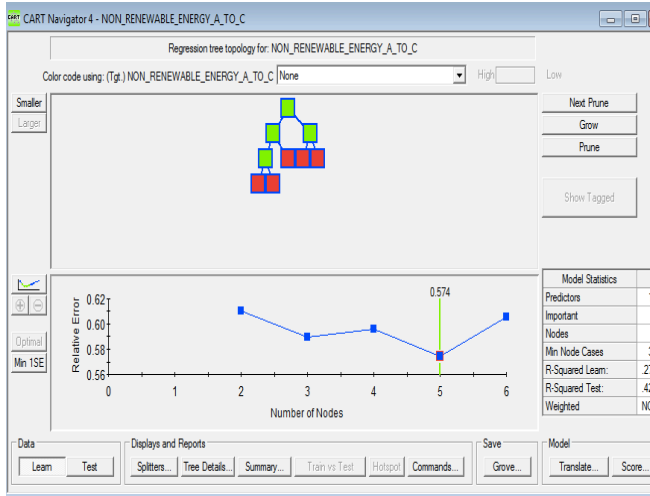 CART CART Navigator 4 - NON_RENEWABLE_ENERGY_A_TO_C
Regression tree topology for: NON_RENEWABLE_ENERGY_A_TO_C
Color code using: (Tgt.) NON_RENEWABLE_ENERGY_A_TO_C None High Low
Smaller
Larger
Next Prune
Grow
Prune
Show Tagged
Optimal
Min 1SE
Relative Error
0.62
0.60
0.58
0.56
0.574
0 1 2 3 4 5 6
Number of Nodes
Model Statistics
Predictors
Important
Nodes
Min Node Cases
R-Squared Learn: .27
R-Squared Test: .42
Weighted NO
Data
Learn Test
Displays and Reports
Splitters... Tree Details... Summary... Train vs Test Hotspot Commands...
Save
Grove...
Model
Translate... Score...